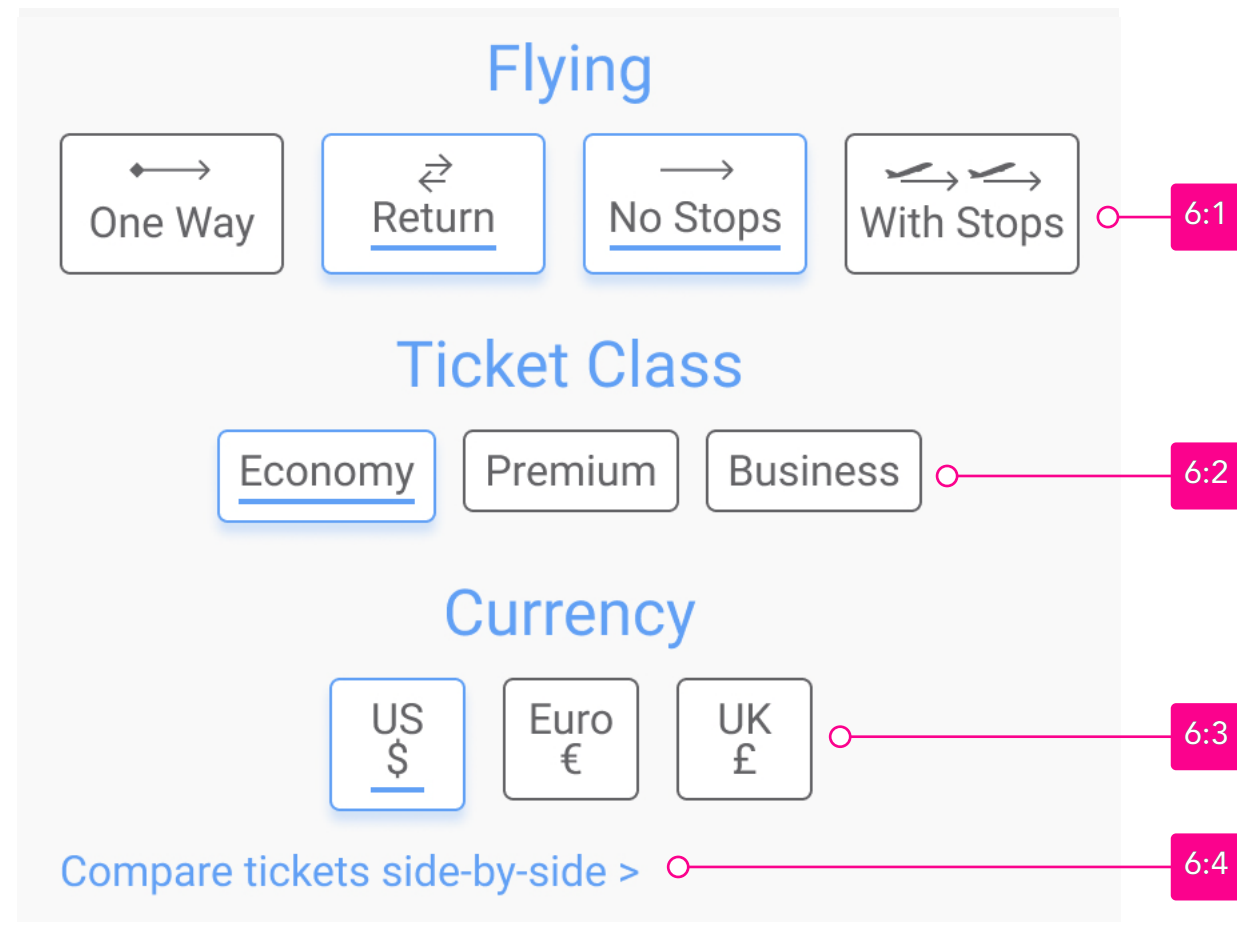 Flying
One Way
Return
No Stops
With Stops
6:1
Ticket Class
Economy
Premium
Business
6:2
Currency
US
$
Euro
€
UK
£
6:3
Compare tickets side-by-side >
6:4